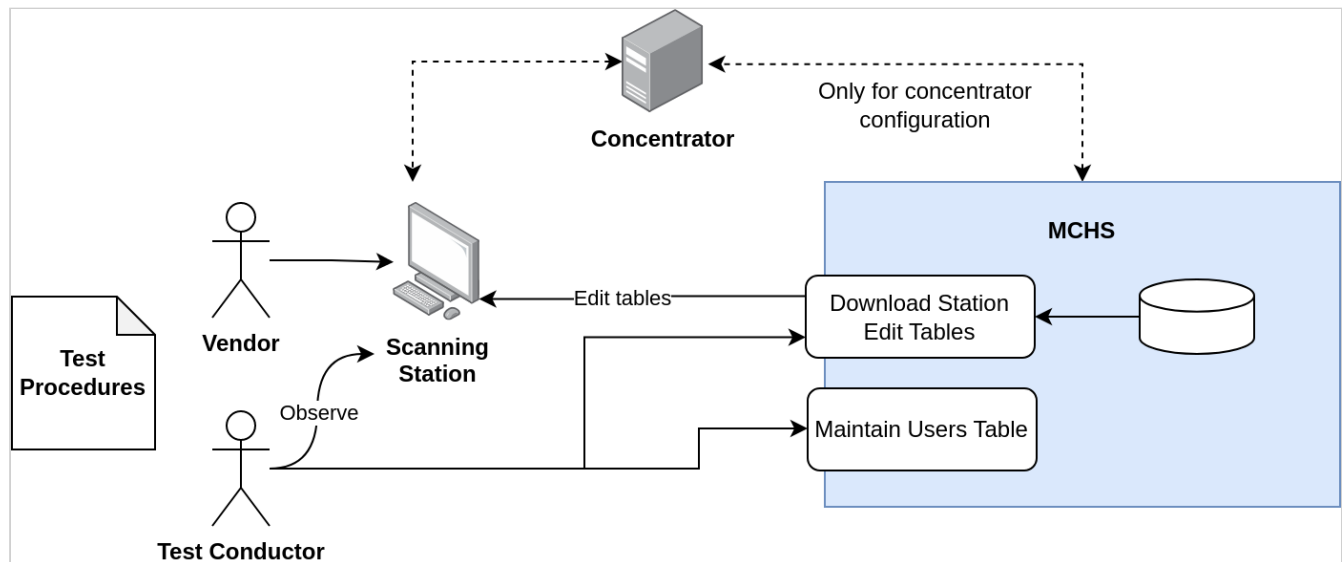 Concentrator
Only for concentrator
configuration
MCHS
Vendor
Edit tables
Download Station
Edit Tables
Test
Procedures
Scanning
Station
Observe
Maintain Users Table
Test Conductor